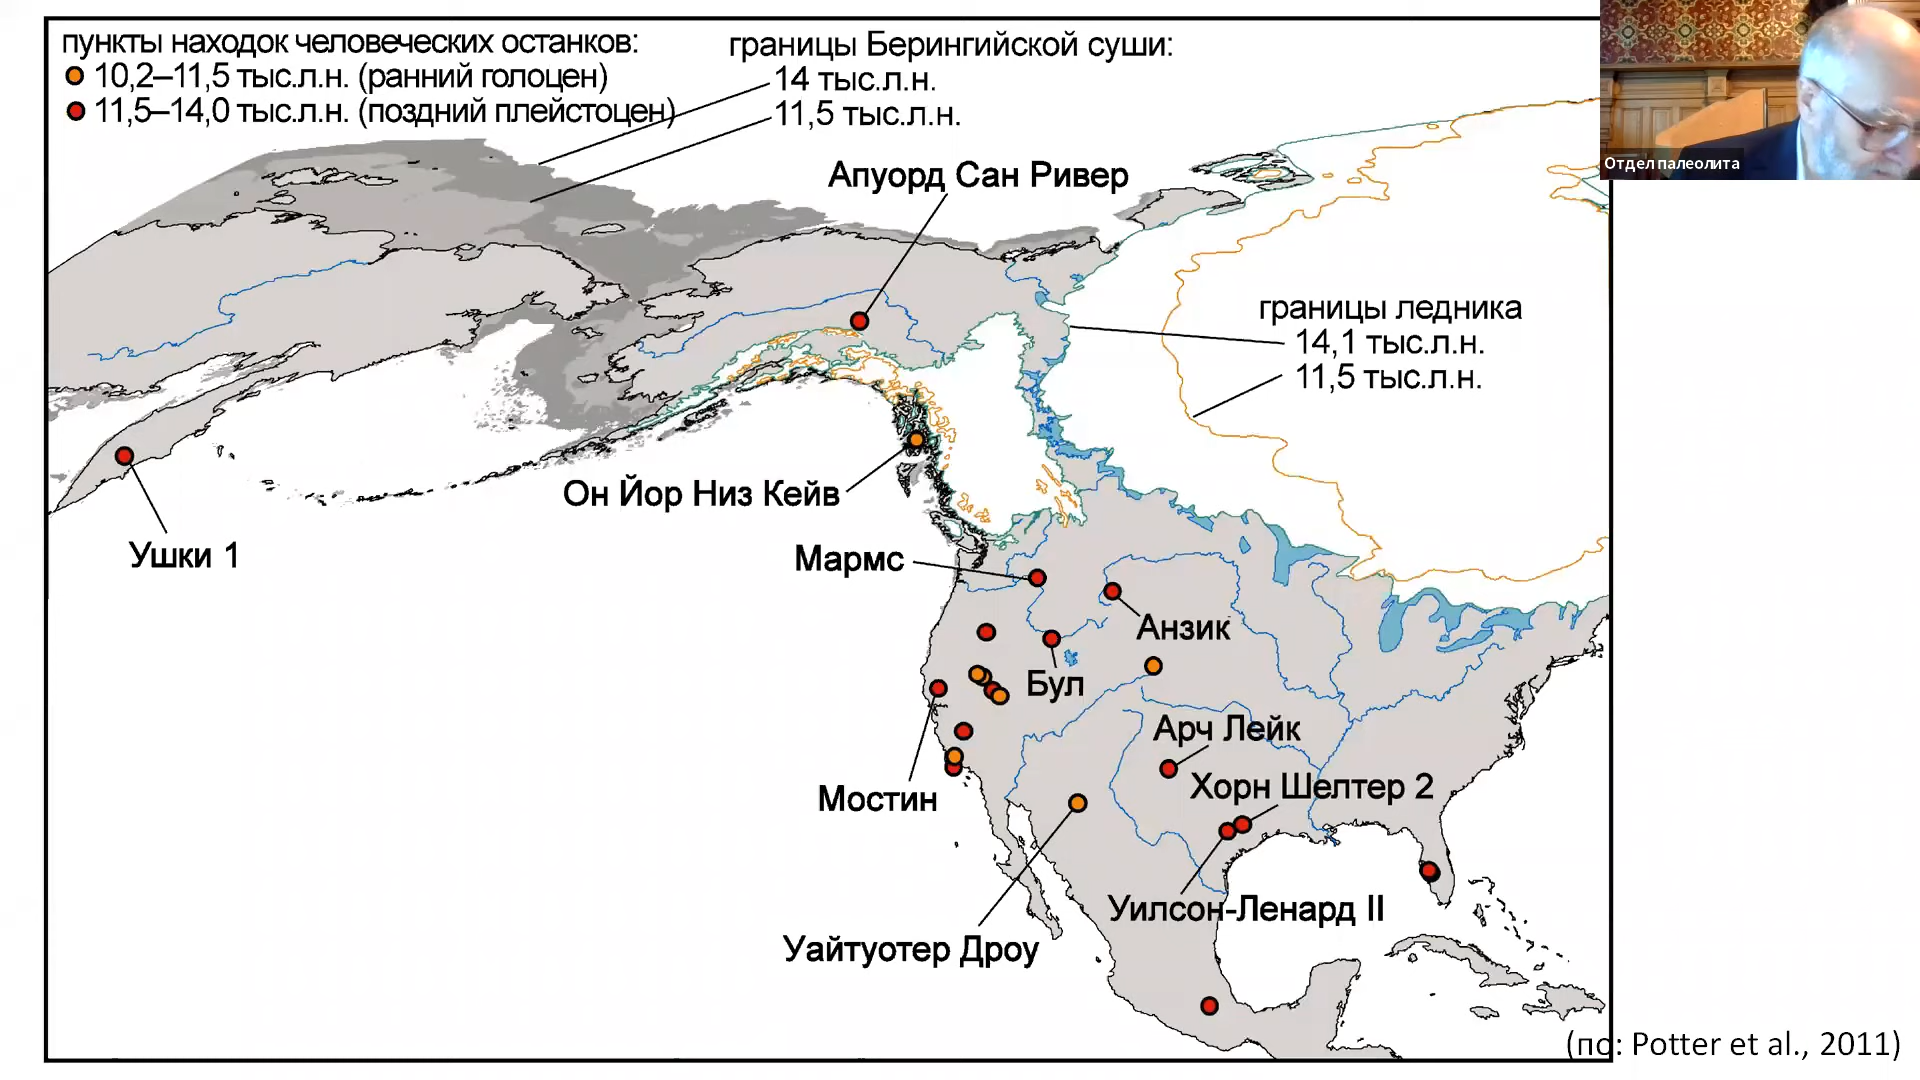 пункты находок человеческих останков:
10,2–11,5 тыс.л.н. (ранний голоцен)
11,5–14,0 тыс.л.н. (поздний плейстоцен)
границы Берингийской суши:
14 тыс.л.н.
11,5 тыс.л.н.
Отдел палеолита
Апуорд Сан Ривер
границы ледника
14,1 тыс.л.н.
11,5 тыс.л.н.
Он Йор Низ Кейв
Ушки 1
Мармс
Анзик
Бул
Арч Лейк
Хорн Шелтер 2
Мостин
Уилсон-Ленард II
Уайтуотер Дроу
(по: Potter et al., 2011)